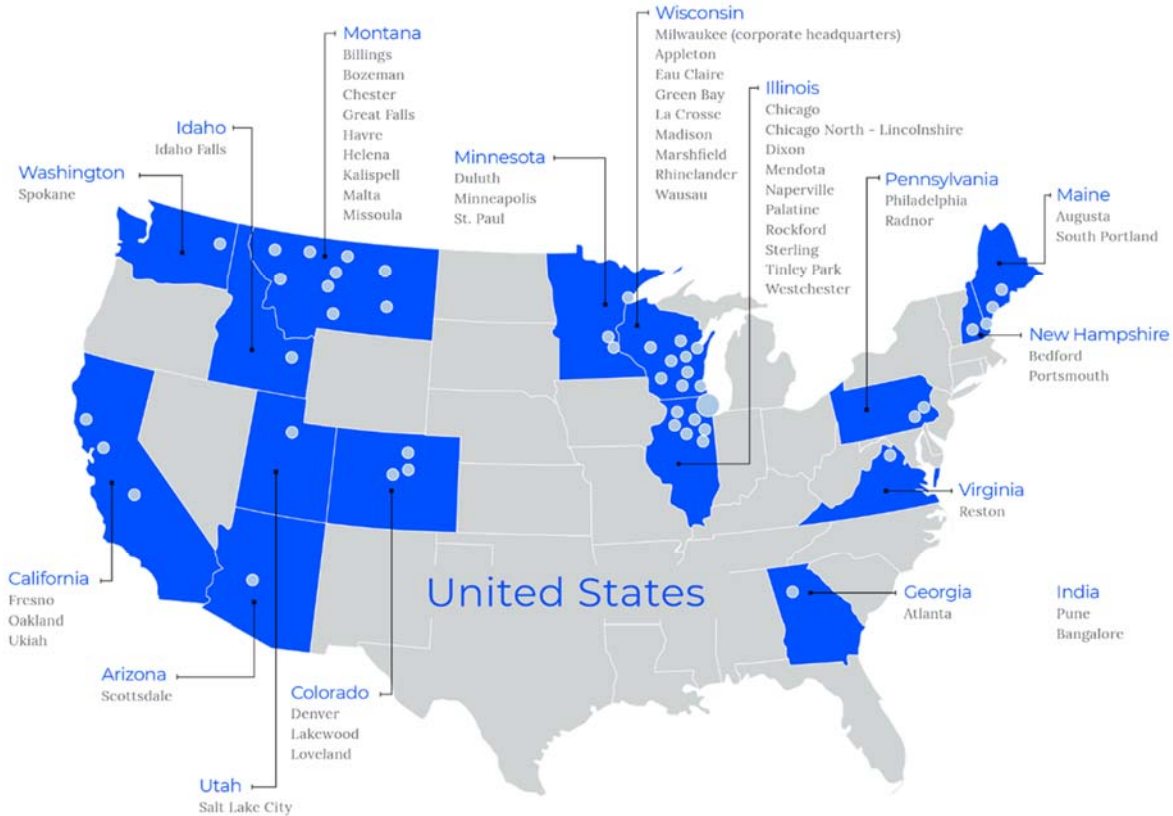 Montana
Billings
Bozeman
Chester
Great Falls
Havre
Helena
Kalispell
Malta
Missoula
Wisconsin
Milwaukee (corporate headquarters)
Appleton
Eau Claire
Green Bay
La Crosse
Madison
Marshfield
Rhinelander
Wausau
Illinois
Chicago
Chicago North - Lincolnshire
Dixon
Mendota
Naperville
Palatine
Rockford
Sterling
Tinley Park
Westchester
Idaho
Idaho Falls
Minnesota
Duluth
Minneapolis
St. Paul
Washington
Spokane
Pennsylvania
Philadelphia
Radnor
Maine
Augusta
South Portland
New Hampshire
Bedford
Portsmouth
Virginia
Reston
United States
California
Fresno
Oakland
Ukiah
Georgia
Atlanta
India
Pune
Bangalore
Arizona
Scottsdale
Colorado
Denver
Lakewood
Loveland
Utah
Salt Lake City